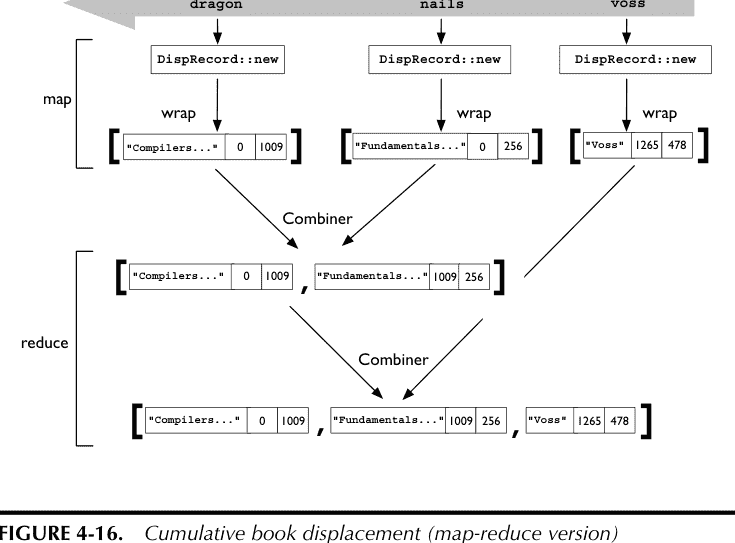 dragon nails voss
DispRecord::new DispRecord::new DispRecord::new
map
wrap wrap wrap
[ "Compilers..." 0 1009 ] [ "Fundamentals..." 0 256 ] [ "Voss" 1265 478 ]
Combiner
[ "Compilers..." 0 1009 , "Fundamentals..." 1009 256 ]
reduce
Combiner
[ "Compilers..." 0 1009 , "Fundamentals..." 1009 256 , "Voss" 1265 478 ]
FIGURE 4-16. Cumulative book displacement (map-reduce version)